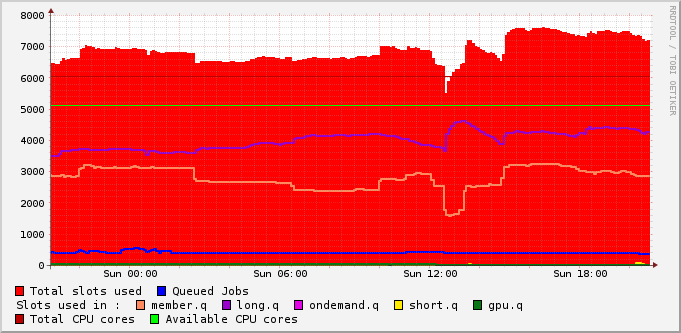 8000
7000
6000
5000
4000
3000
2000
1000
0
Sun 00:00 Sun 06:00 Sun 12:00 Sun 18:00
Total slots used Queued Jobs
Slots used in : member.q long.q ondemand.q short.q gpu.q
Total CPU cores Available CPU cores
RRDTOOL / TOBI OETIKER